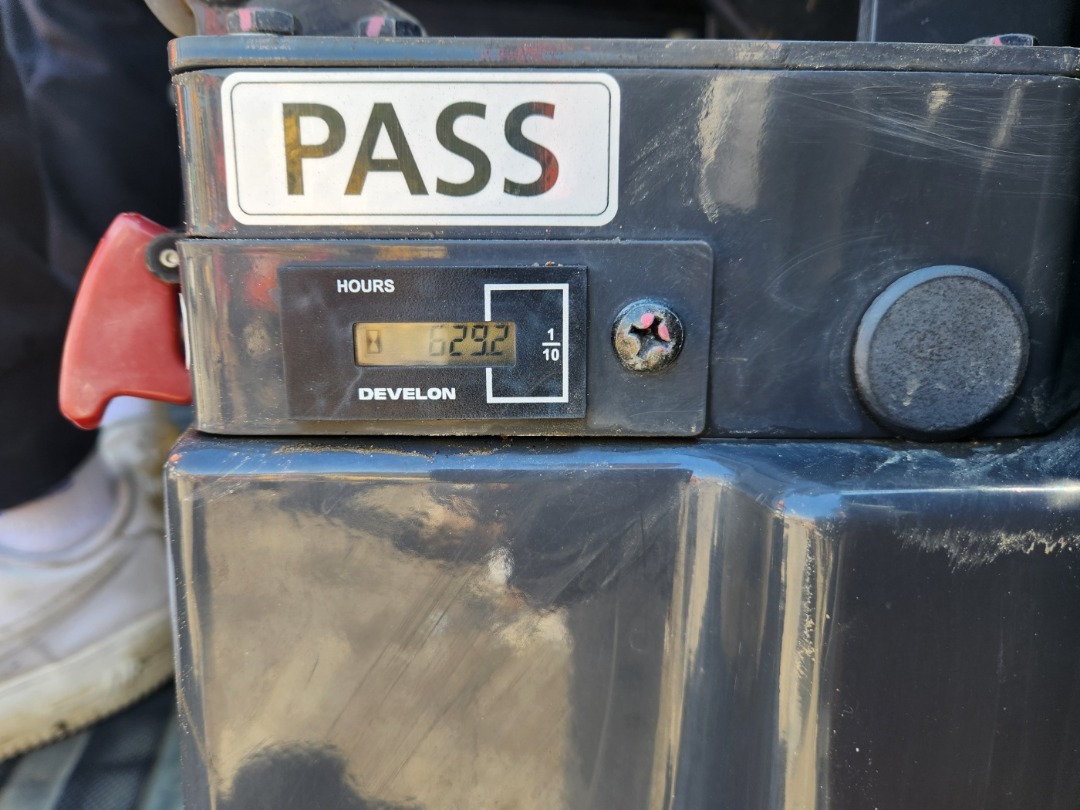 PASS
HOURS
629.2
1
10
DEVELON